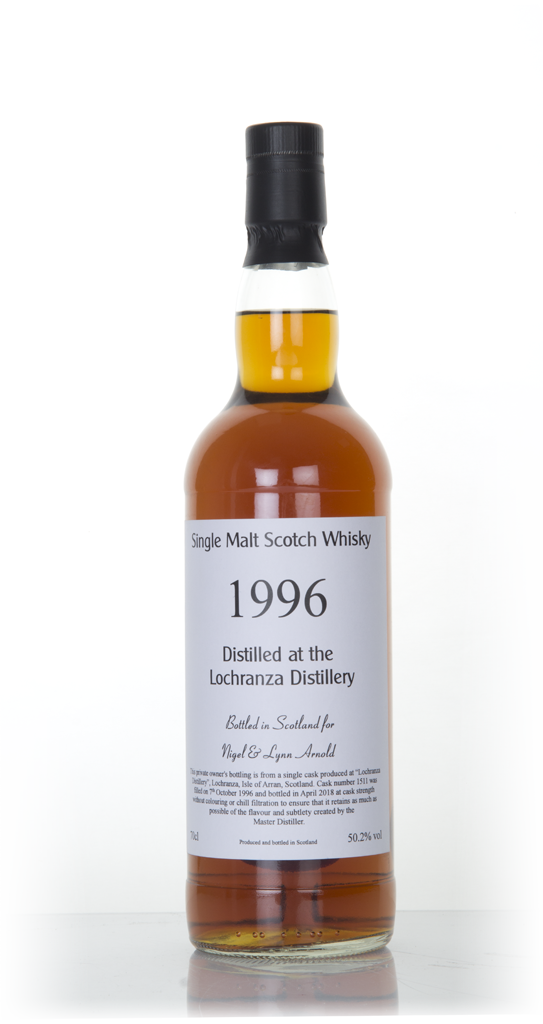 Single Malt Scotch Whisky
1996
Distilled at the
Lochranza Distillery
Bottled in Scotland for
Nigel & Lynn Arnold
This private owner's bottling is from a single cask produced at "Lochranza
Distillery", Lochranza, Isle of Arran, Scotland. Cask number 1511 was
filled on 7th October 1996 and bottled in April 2018 at cask strength
without colouring or chill filtration to ensure that it retains as much as
possible of the flavour and subtlety created by the
Master Distiller.
70cl
Produced and bottled in Scotland
50.2% vol